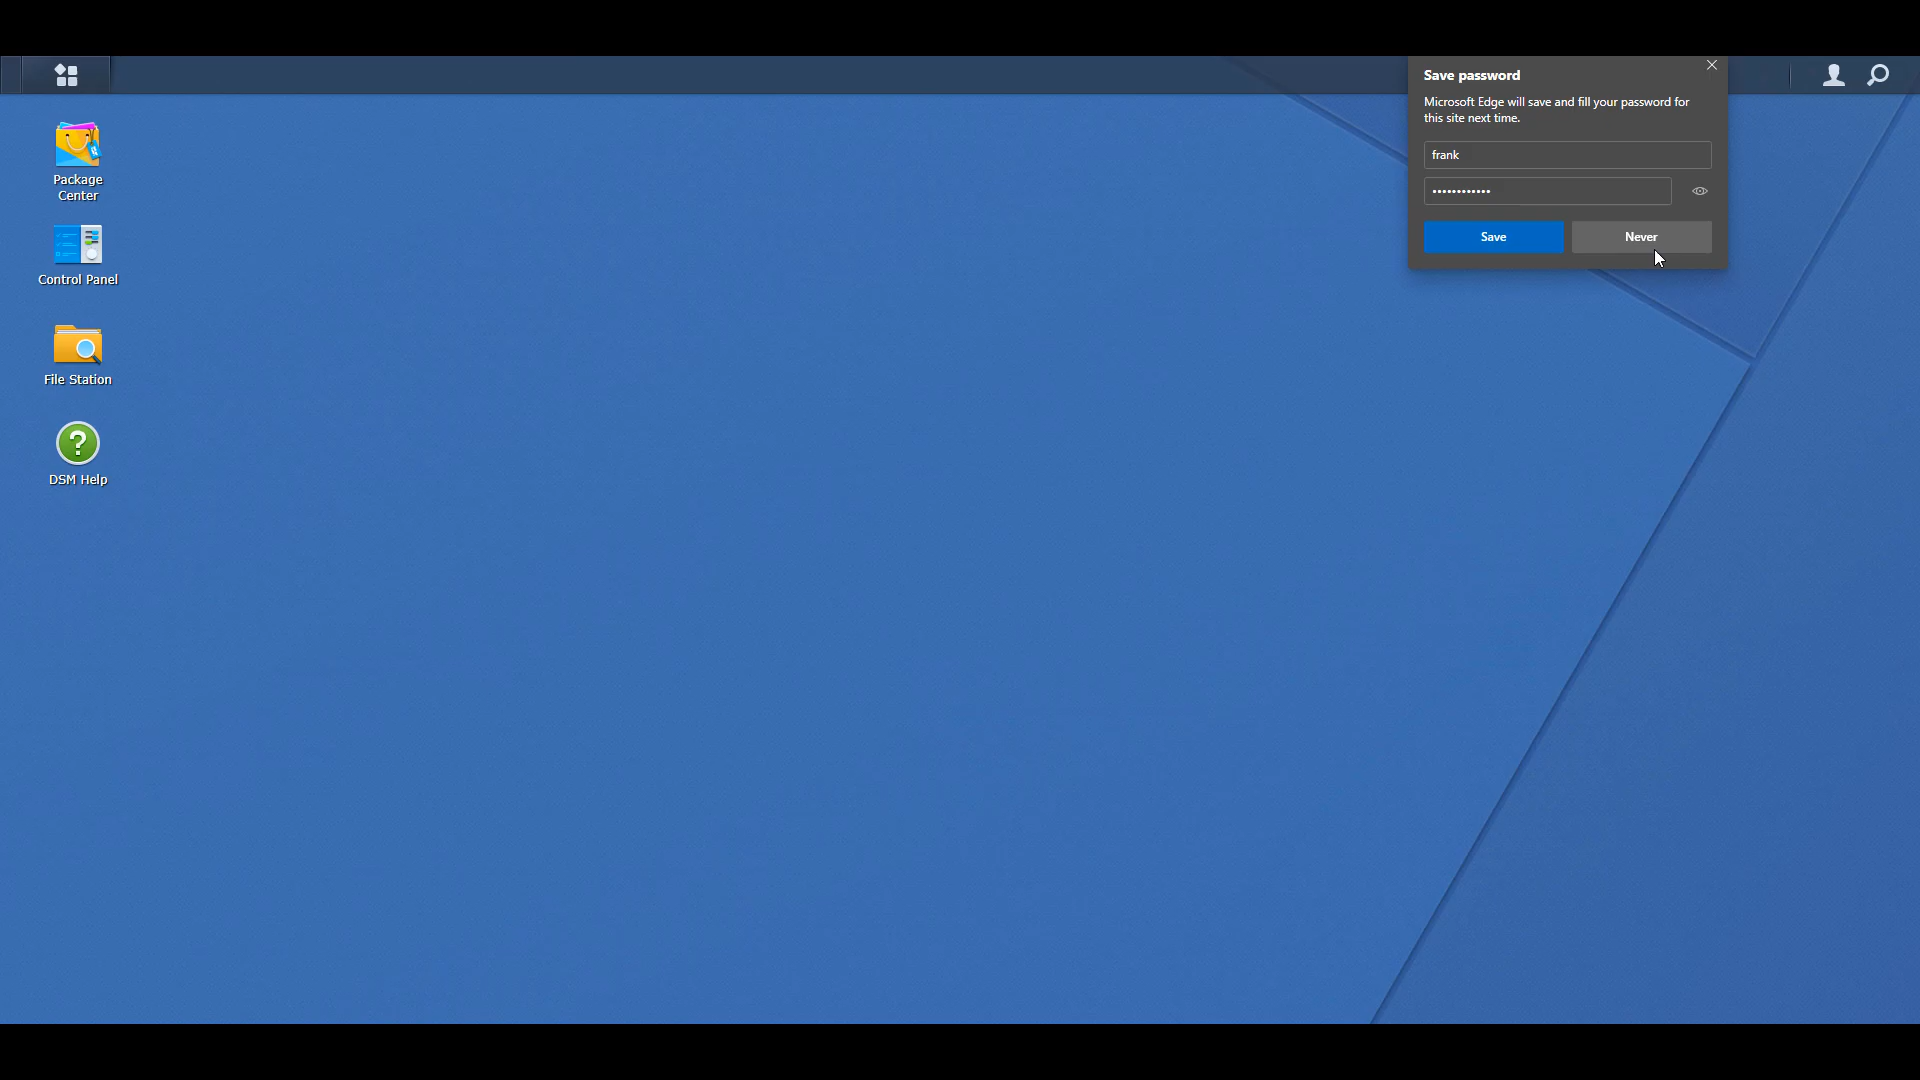 Save password
Microsoft Edge will save and fill your password for
this site next time.
frank
••••••••••••
Save
Never
Package
Center
Control Panel
File Station
?
DSM Help